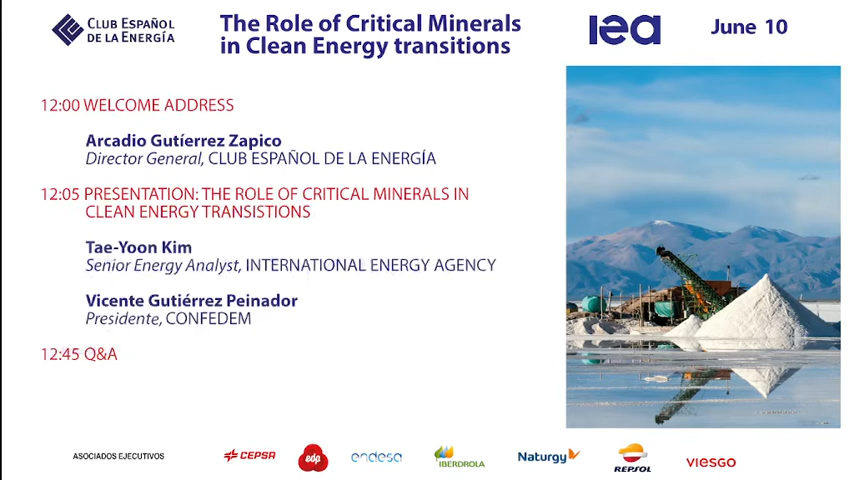 CLUB ESPAÑOL
DE LA ENERGÍA
The Role of Critical Minerals
in Clean Energy transitions
iea
June 10
12:00 WELCOME ADDRESS
Arcadio Gutíerrez Zapico
Director General, CLUB ESPAÑOL DE LA ENERGÍA
12:05 PRESENTATION: THE ROLE OF CRITICAL MINERALS IN
CLEAN ENERGY TRANSISTIONS
Tae-Yoon Kim
Senior Energy Analyst, INTERNATIONAL ENERGY AGENCY
Vicente Gutiérrez Peinador
Presidente, CONFEDEM
12:45 Q&A
ASOCIADOS EJECUTIVOS
CEPSA
edp
endesa
IBERDROLA
Naturgy
REPSOL
viesgo